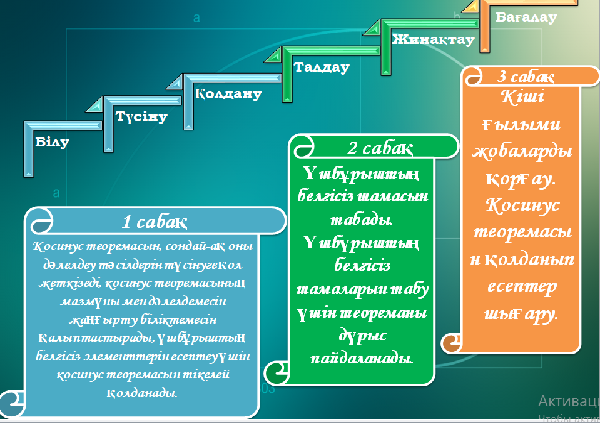 Бағалау
Жинақтау
Талдау
Қолдану
Түсіну
Білу
1 сабақ
Косинус теоремасын, сондай-ақ оны
дәлелдеу тәсілдерін түсінуге қол
жеткізеді, косинус теоремасының
мазмұны мен дәлелдемесін
жаңғырту біліктемесін
қалыптастырады, үшбұрыштың
белгісіз элементтерін есептеу үшін
косинус теоремасын тікелей
қолданады.
2 сабақ
Үшбұрыштың
белгісіз шамасын
табады.
Үшбұрыштың
белгісіз
шамаларын табу
үшін теореманы
дұрыс
пайдаланады.
3 сабақ
Кіші
ғылыми
жобаларды
қорғау.
Косинус
теоремасы
н қолданып
есептер
шығару.
a
a
03
Активаци